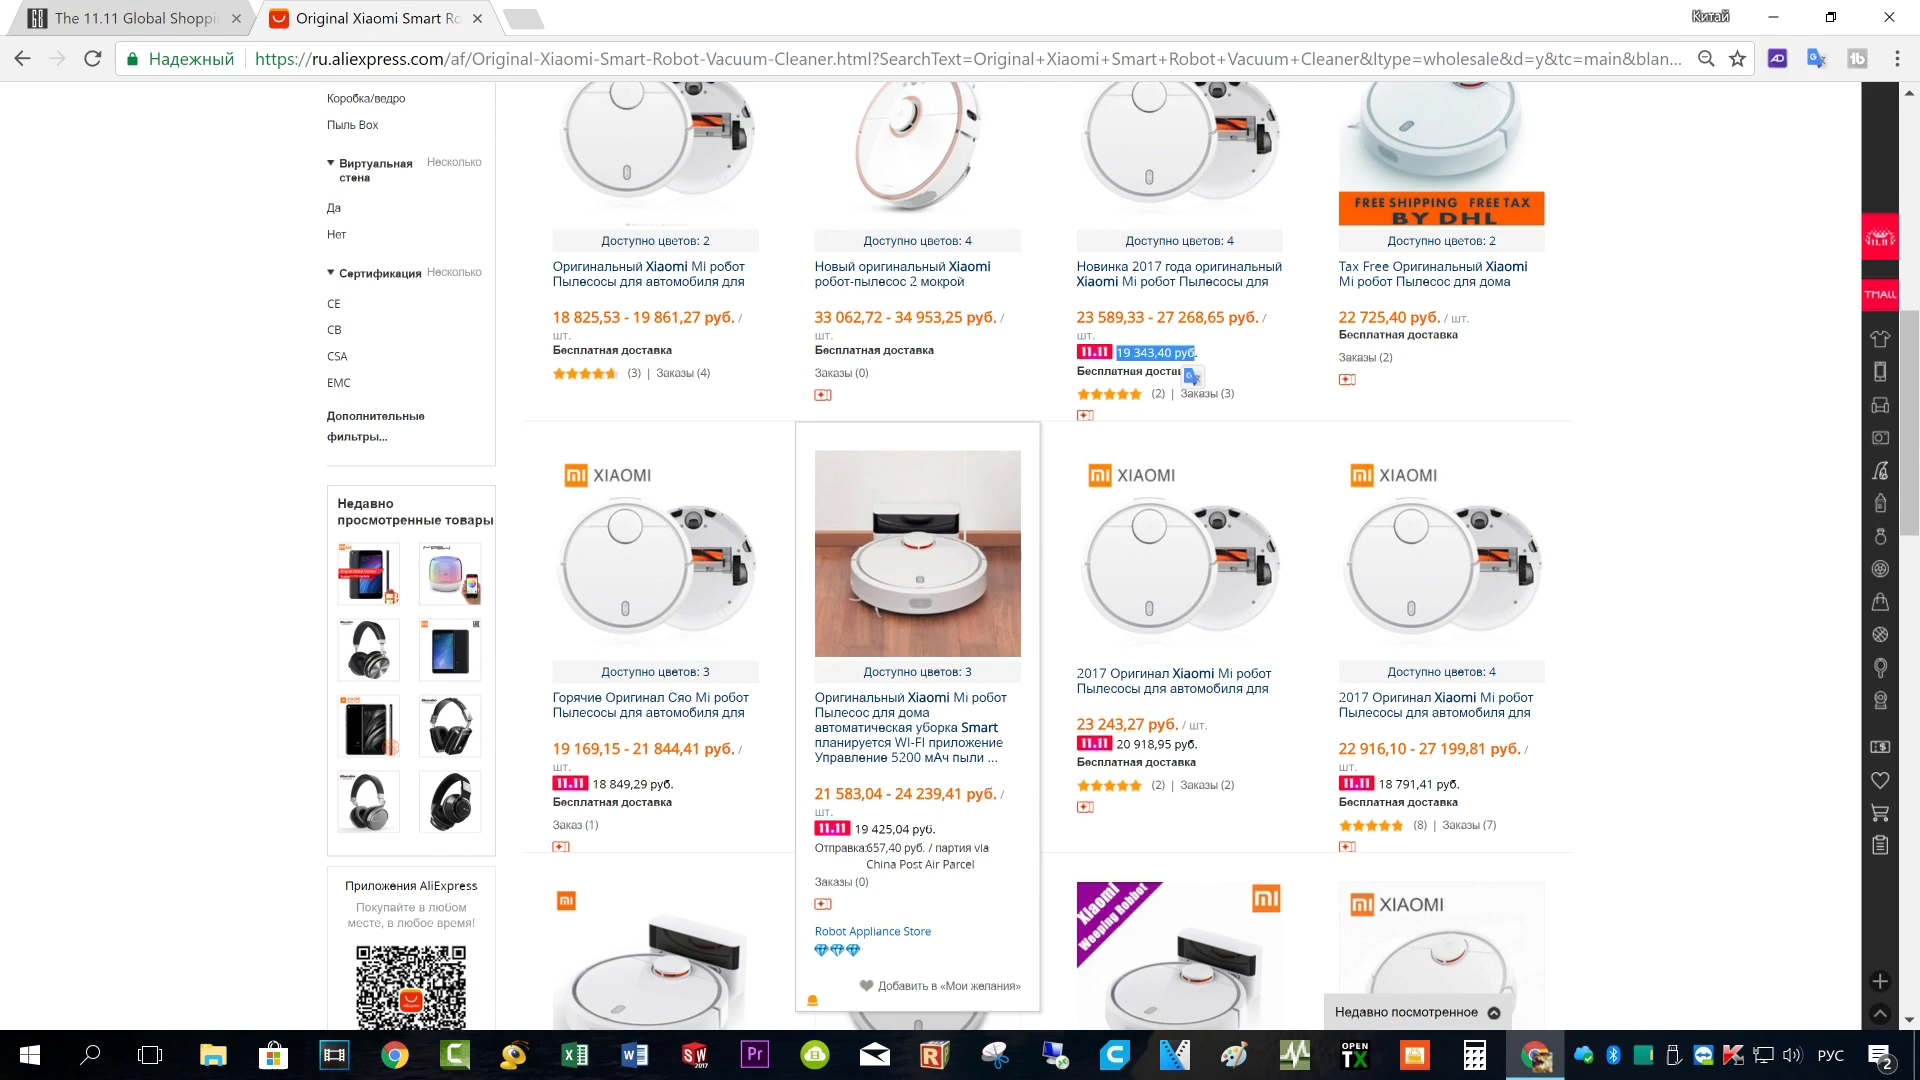 The 11.11 Global Shoppi
Original Xiaomi Smart Ro
Китай
Надежный
https://ru.aliexpress.com/af/Original-Xiaomi-Smart-Robot-Vacuum-Cleaner.html?SearchText=Original+Xiaomi+Smart+Robot+Vacuum+Cleaner&ltype=wholesale&d=y&tc=main&blan...
Коробка/ведро
Пыль Box
Виртуальная стена
Несколько
Да
Нет
Сертификация
Несколько
CE
CB
CSA
EMC
Дополнительные
фильтры...
FREE SHIPPING FREE TAX
BY DHL
Доступно цветов: 2
Оригинальный Xiaomi Mi робот
Пылесосы для автомобиля для
18 825,53 - 19 861,27 руб. /
шт.
Бесплатная доставка
(3) | Заказы (4)
Доступно цветов: 4
Новый оригинальный Xiaomi
робот-пылесос 2 мокрой
33 062,72 - 34 953,25 руб. /
шт.
Бесплатная доставка
Заказы (0)
Доступно цветов: 4
Новинка 2017 года оригинальный
Xiaomi Mi робот Пылесосы для
23 589,33 - 27 268,65 руб. /
шт.
11.11 19 343,40 руб.
Бесплатная достав
(2) | Заказы (3)
Доступно цветов: 2
Tax Free Оригинальный Xiaomi
Mi робот Пылесос для дома
22 725,40 руб. / шт.
Бесплатная доставка
Заказы (2)
11.11
TMALL
Недавно
просмотренные товары
XIAOMI
Доступно цветов: 3
Горячие Оригинал Сяо Mi робот
Пылесосы для автомобиля для
19 169,15 - 21 844,41 руб. /
шт.
11.11 18 849,29 руб.
Бесплатная доставка
Заказ (1)
Доступно цветов: 3
Оригинальный Xiaomi Mi робот
Пылесос для дома
автоматическая уборка Smart
планируется WI-FI приложение
Управление 5200 мАч пыли ...
21 583,04 - 24 239,41 руб. /
шт.
11.11 19 425,04 руб.
Отправка:657,40 руб. / партия via
China Post Air Parcel
Заказы (0)
Robot Appliance Store
Добавить в «Мои желания»
XIAOMI
2017 Оригинал Xiaomi Mi робот
Пылесосы для автомобиля для
23 243,27 руб. / шт.
11.11 20 918,95 руб.
Бесплатная доставка
(2) | Заказы (2)
XIAOMI
Доступно цветов: 4
2017 Оригинал Xiaomi Mi робот
Пылесосы для автомобиля для
22 916,10 - 27 199,81 руб. /
шт.
11.11 18 791,41 руб.
Бесплатная доставка
(8) | Заказы (7)
Приложения AliExpress
Покупайте в любом
месте, в любое время!
Xiaomi
Weeping Robot
XIAOMI
Недавно просмотренное
РУС
2